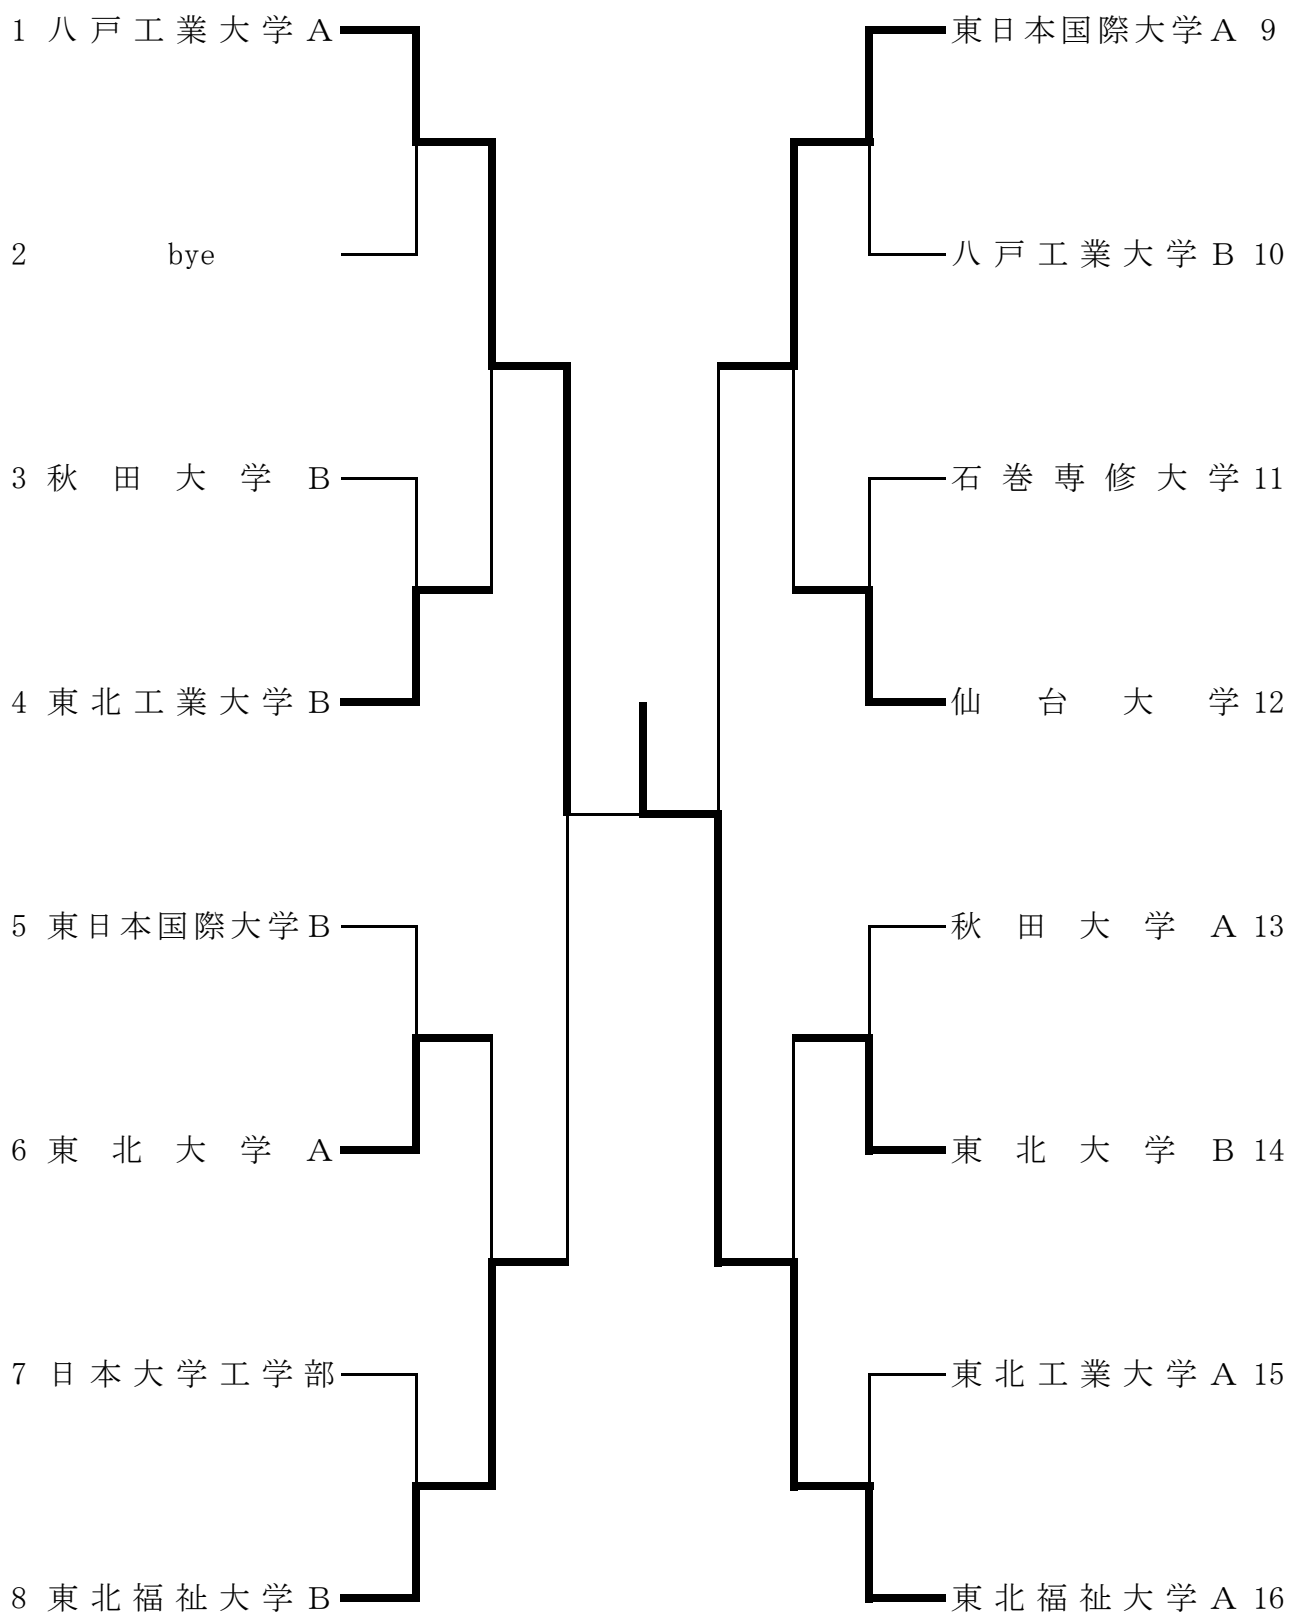 1 八戸工業大学A
2 bye
3 秋田大学B
4 東北工業大学B
5 東日本国際大学B
6 東北大学A
7 日本大学工学部
8 東北福祉大学B
東日本国際大学A 9
八戸工業大学B 10
石巻専修大学 11
仙台大学 12
秋田大学A 13
東北大学B 14
東北工業大学A 15
東北福祉大学A 16